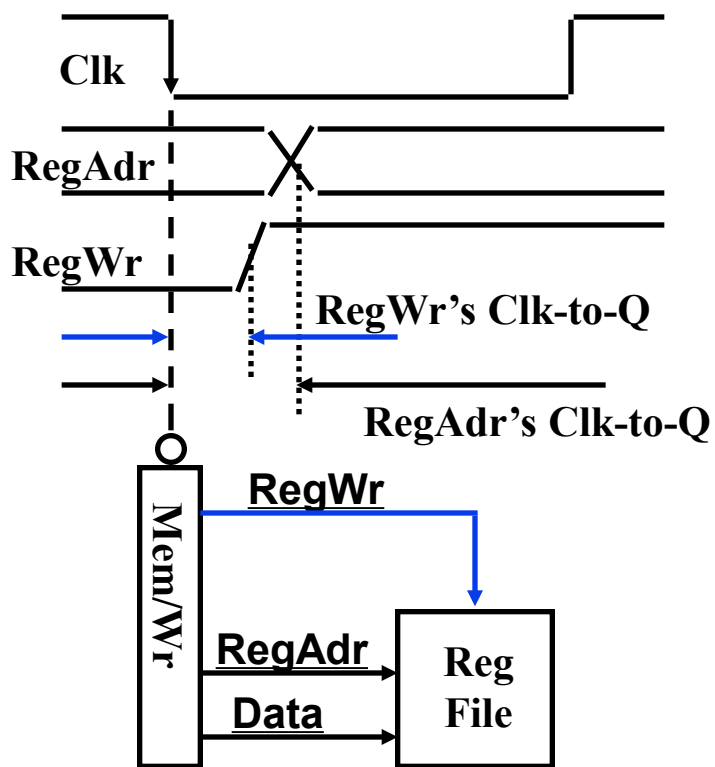 Clk
RegAdr
RegWr
RegWr's Clk-to-Q
RegAdr's Clk-to-Q
RegWr
Mem/Wr
RegAdr
Data
Reg
File